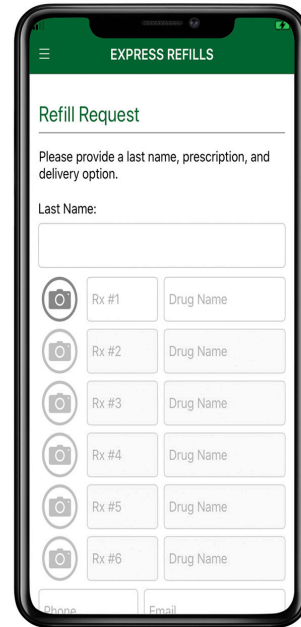 EXPRESS REFILLS
Refill Request
Please provide a last name, prescription, and
delivery option.
Last Name:
Rx #1 Drug Name
Rx #2 Drug Name
Rx #3 Drug Name
Rx #4 Drug Name
Rx #5 Drug Name
Rx #6 Drug Name
Phone Email